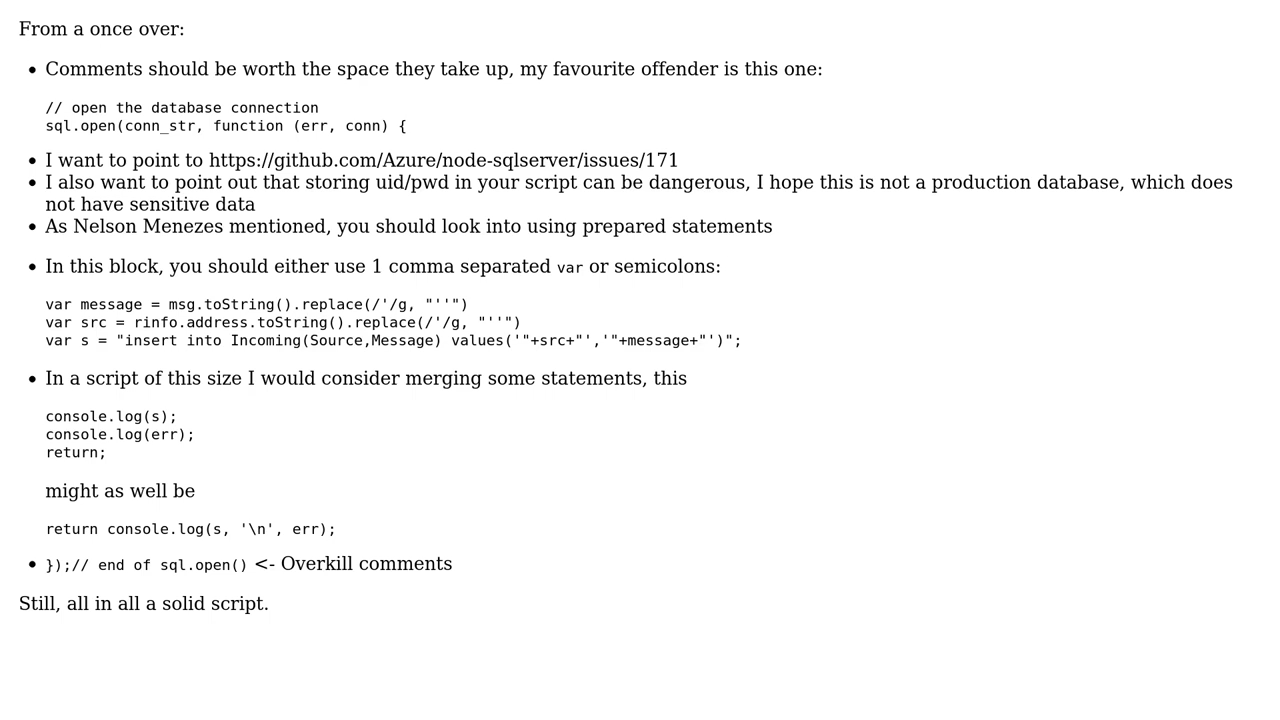 From a once over:
• Comments should be worth the space they take up, my favourite offender is this one:
// open the database connection
sql.open(conn_str, function (err, conn) {
• I want to point to https://github.com/Azure/node-sqlserver/issues/171
• I also want to point out that storing uid/pwd in your script can be dangerous, I hope this is not a production database, which does
not have sensitive data
• As Nelson Menezes mentioned, you should look into using prepared statements
• In this block, you should either use 1 comma separated var or semicolons:
var message = msg.toString().replace(/'/g, "''")
var src = rinfo.address.toString().replace(/'/g, "''")
var s = "insert into Incoming(Source,Message) values('"+src+"','"+message+"')";
• In a script of this size I would consider merging some statements, this
console.log(s);
console.log(err);
return;
might as well be
return console.log(s, '\n', err);
• });// end of sql.open() <- Overkill comments
Still, all in all a solid script.